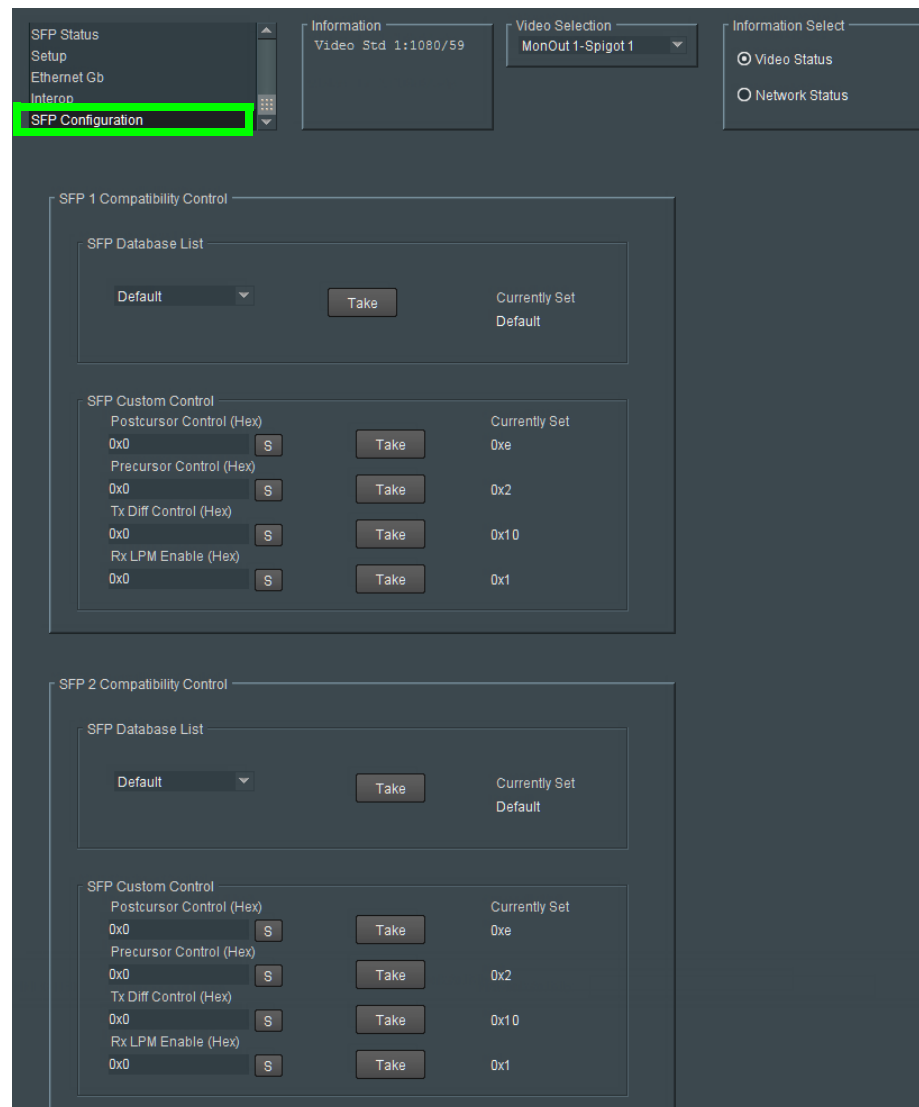 SFP Status
Setup
Ethernet Gb
Interop
SFP Configuration
Information
Video Std 1:1080/59
Video Selection
MonOut 1-Spigot 1
Information Select
Video Status
Network Status
SFP 1 Compatibility Control
SFP Database List
Default
Take
Currently Set
Default
SFP Custom Control
Postcursor Control (Hex)
Currently Set
0x0 S Take 0xe
Precursor Control (Hex)
0x0 S Take 0x2
Tx Diff Control (Hex)
0x0 S Take 0x10
Rx LPM Enable (Hex)
0x0 S Take 0x1
SFP 2 Compatibility Control
SFP Database List
Default
Take
Currently Set
Default
SFP Custom Control
Postcursor Control (Hex)
Currently Set
0x0 S Take 0xe
Precursor Control (Hex)
0x0 S Take 0x2
Tx Diff Control (Hex)
0x0 S Take 0x10
Rx LPM Enable (Hex)
0x0 S Take 0x1